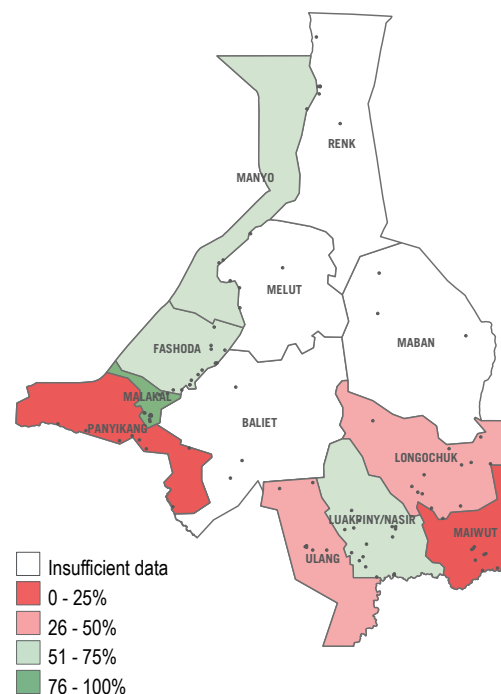 RENK
MANYO
MELUT
MABAN
FASHODA
MALAKAL
PANYIKANG
BALIET
LONGOCHUK
LUAKPINY/NASIR
MAIWUT
ULANG
Insufficient data
0 - 25%
26 - 50%
51 - 75%
76 - 100%